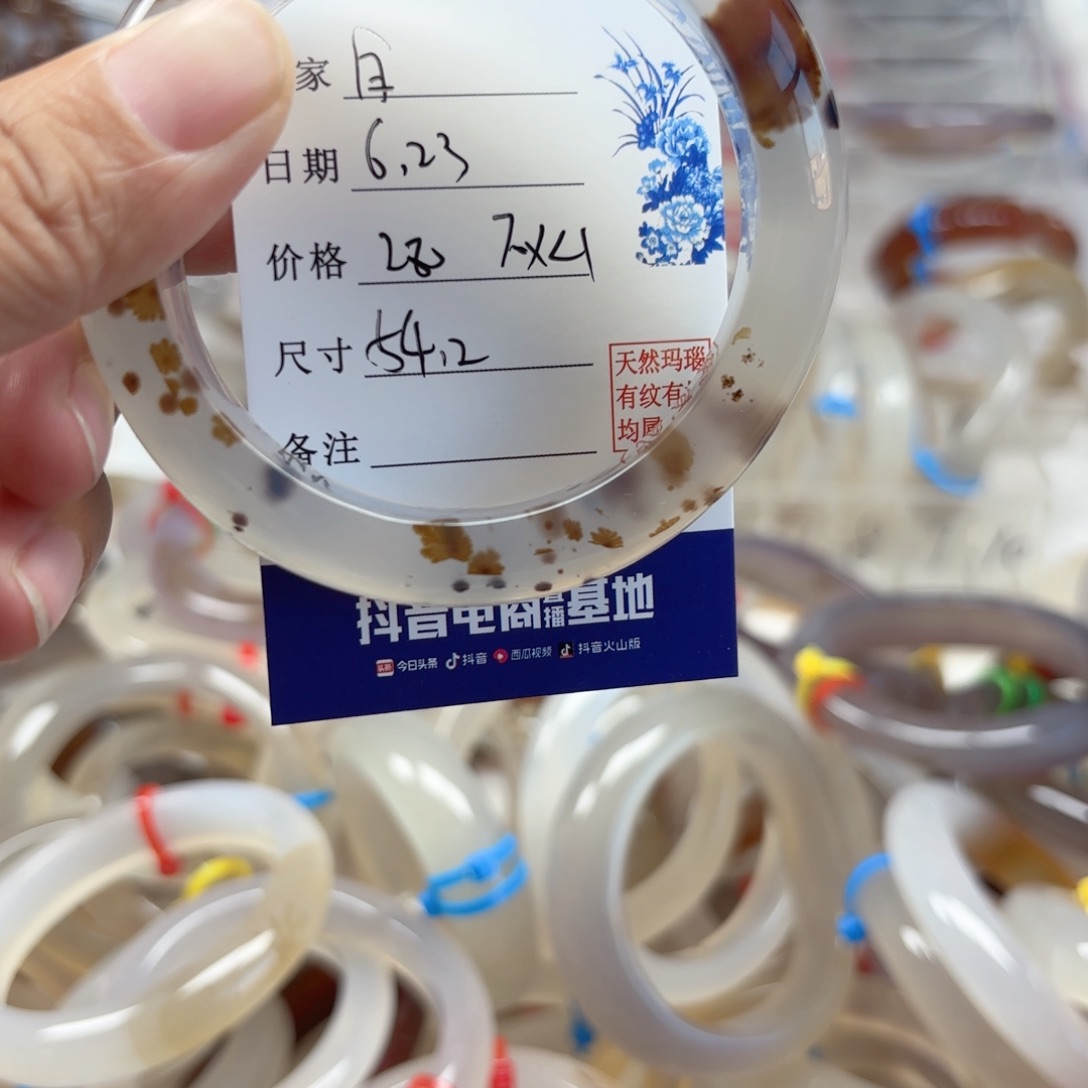 家
日期 6.23
价格 28
尺寸 54.2
备注
天然玛瑙
有纹有
均属
抖音电商直播基地
今日头条 抖音 西瓜视频 抖音火山版